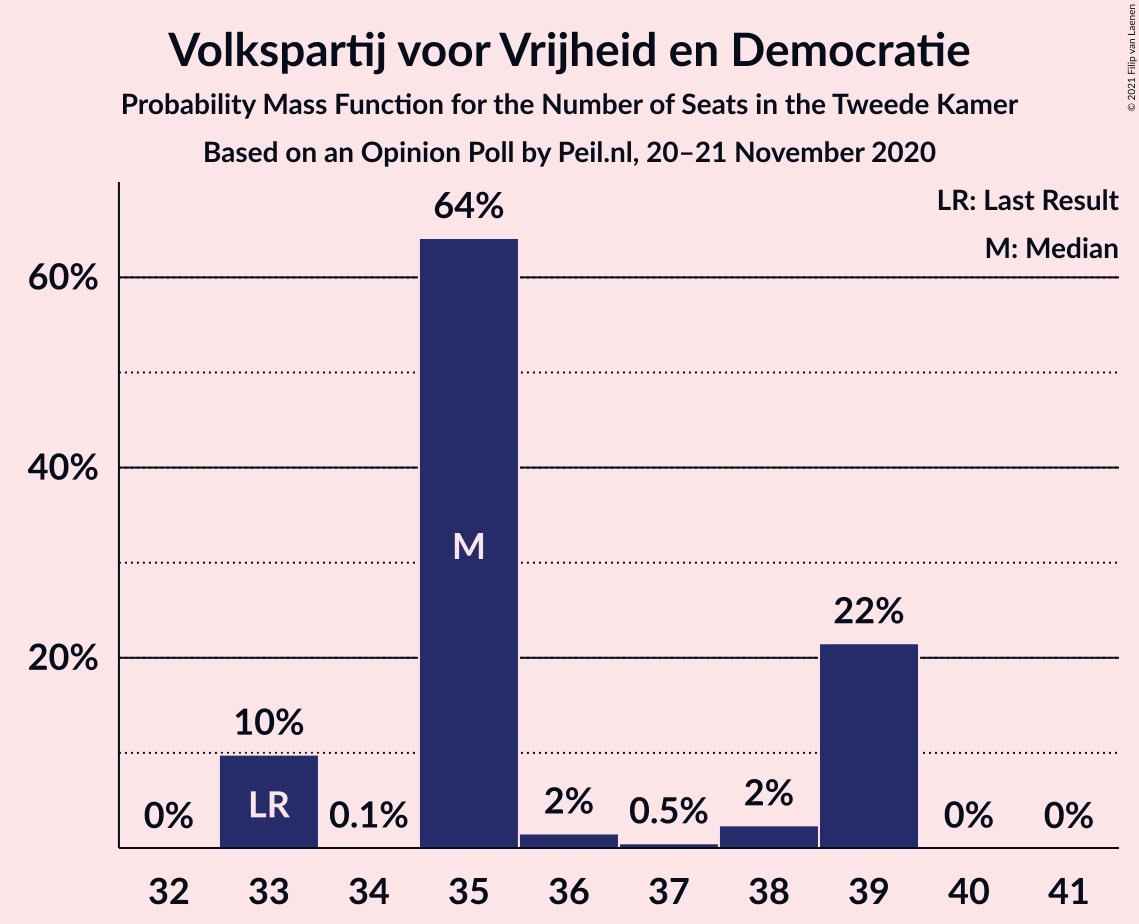 Volkspartij voor Vrijheid en Democratie
Probability Mass Function for the Number of Seats in the Tweede Kamer
Based on an Opinion Poll by Peil.nl, 20–21 November 2020
© 2021 Filip van Laenen
LR: Last Result
M: Median
60%
40%
20%
0%
10%
0.1%
64%
2%
0.5%
2%
22%
0%
0%
LR
M
32 33 34 35 36 37 38 39 40 41